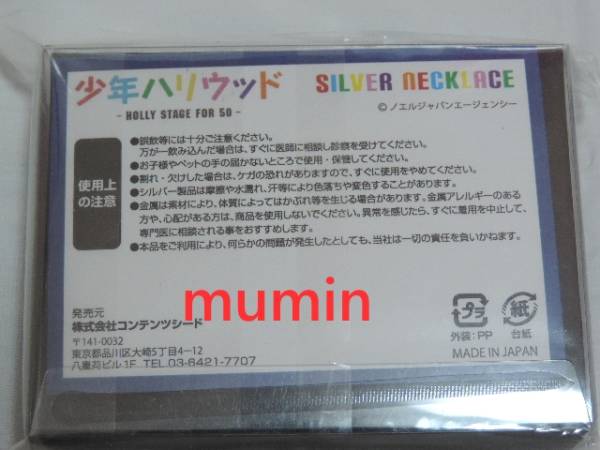 少年ハリウッド SILVER NECKLACE
- HOLLY STAGE FOR 50 -
©ノエルジャパンエージェンシー
使用上
の注意
●誤飲等には十分ご注意ください。
万が一飲み込んだ場合は、すぐに医師に相談し診察を受けてください。
●お子様やペットの手の届かないところで使用・保管してください。
●割れ・欠けした場合は、ケガの恐れがありますので、すぐに使用をやめてください。
●シルバー製品は摩擦や水濡れ、汗等により色落ちや変色することがあります。
●金属は素材により、体質によってはかぶれ等を生じる場合があります。金属アレルギーのある
方や、心配がある方は、商品を使用しないでください。異常を感じたら、すぐに着用を中止して、
専門医に相談される事をおすすめします。
●本品をご利用により、何らかの問題が発生したとしても、当社は一切の責任を負いかねます。
mumin
発売元
株式会社コンテンツシード
〒141-0032
東京都品川区大崎5丁目4-12
八重苗ビル1F TEL.03-6421-7707
プラ 紙
外装:PP 台紙
MADE IN JAPAN